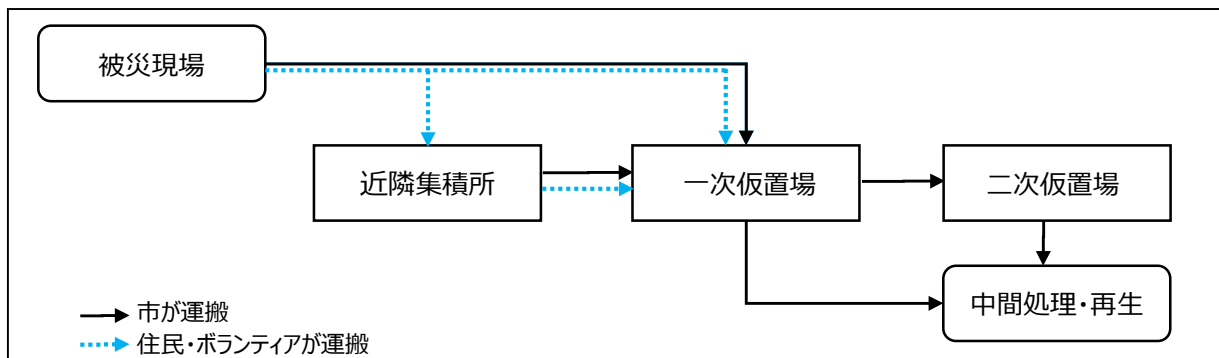 被災現場
近隣集積所
一次仮置場
二次仮置場
中間処理・再生
市が運搬
住民・ボランティアが運搬